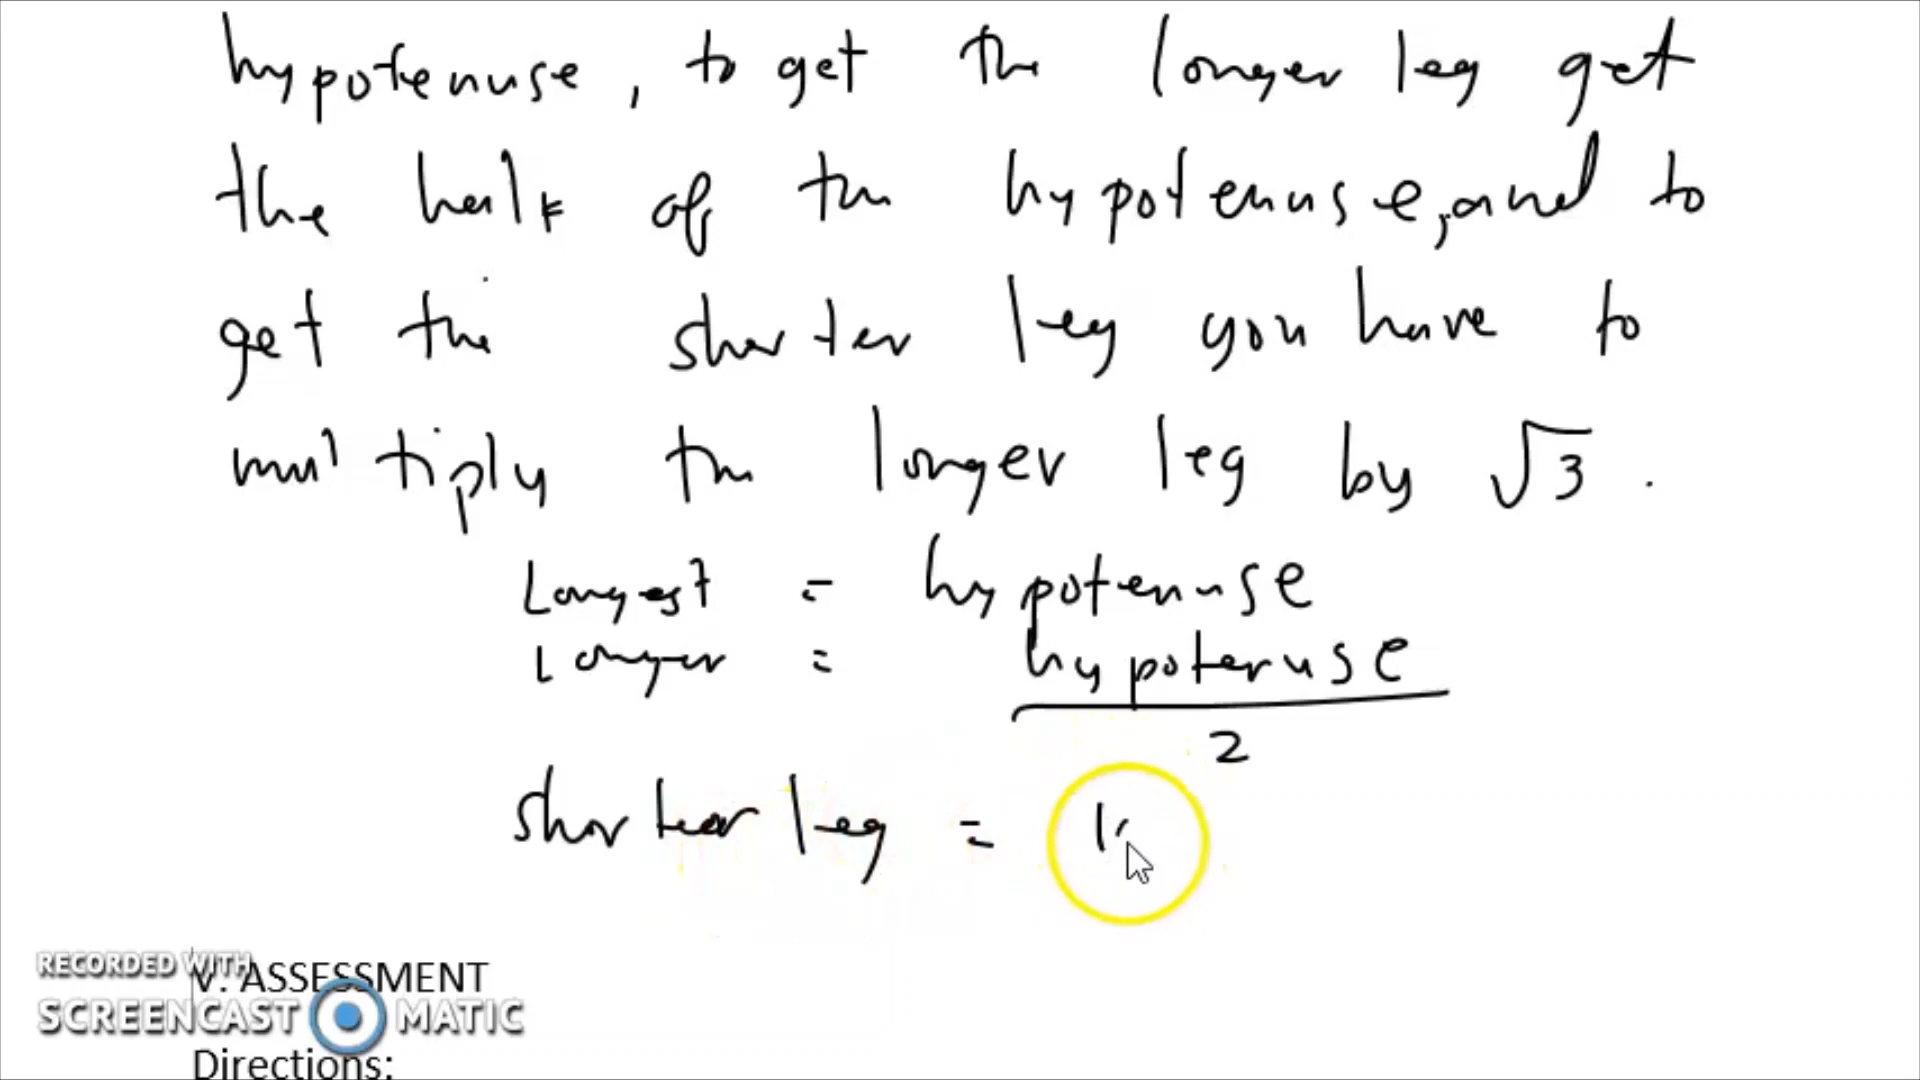 hypotenuse, to get the longer leg get
the half of the hypotenuse, and to
get the shorter leg you have to
multiply the longer leg by √3.
Longest = hypotenuse
Longer = hypotenuse
2
shorter leg =
RECORDED WITH
V. ASSESSMENT
SCREENCAST MATIC
Directions: